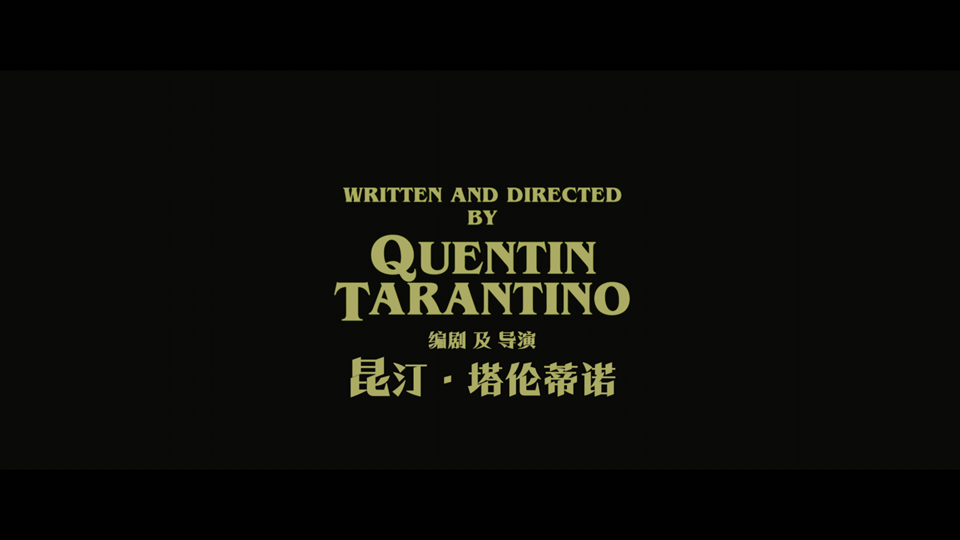 WRITTEN AND DIRECTED
BY
QUENTIN
TARANTINO
编剧 及 导演
昆汀·塔伦蒂诺